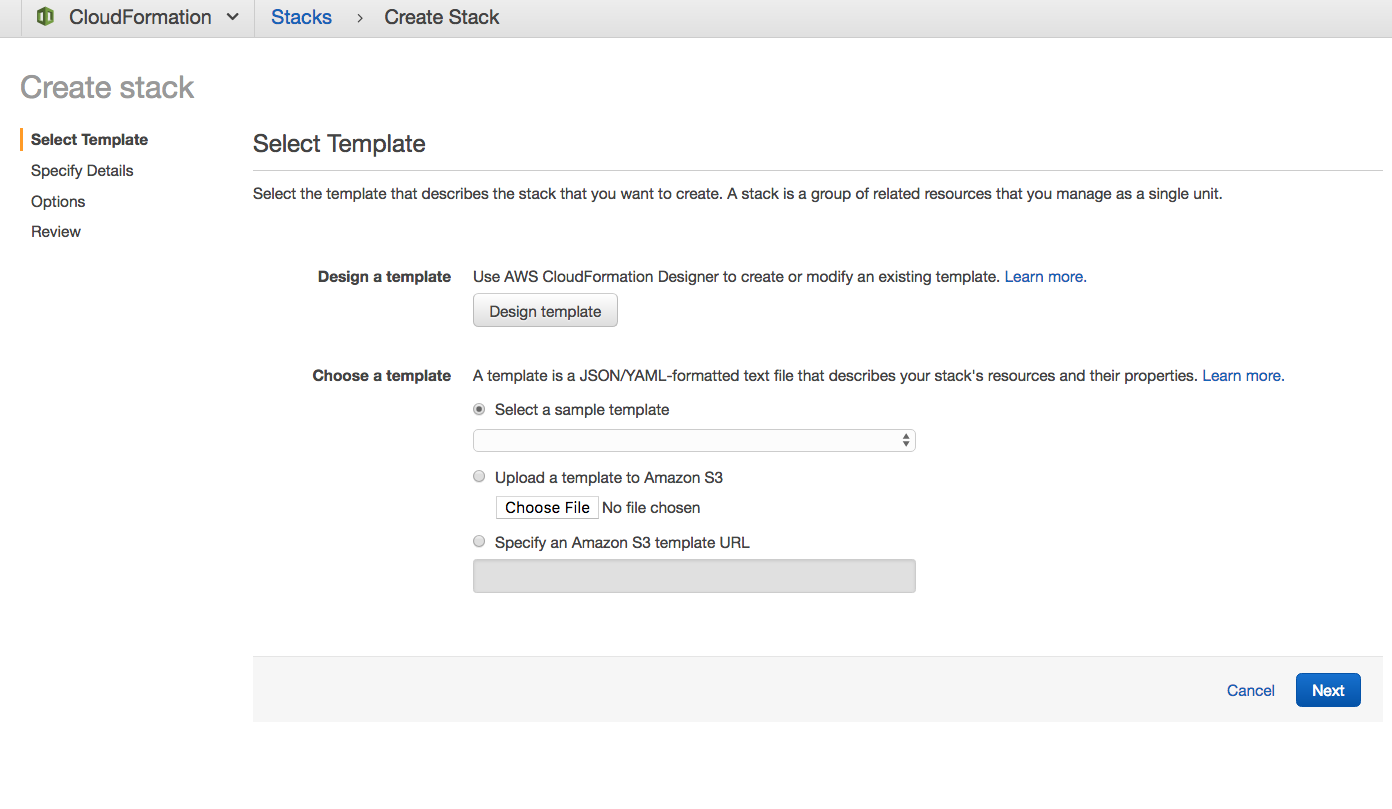 CloudFormation
Stacks > Create Stack
Create stack
Select Template
Specify Details
Options
Review
Select Template
Select the template that describes the stack that you want to create. A stack is a group of related resources that you manage as a single unit.
Design a template
Use AWS CloudFormation Designer to create or modify an existing template. Learn more.
Design template
Choose a template
A template is a JSON/YAML-formatted text file that describes your stack's resources and their properties. Learn more.
Select a sample template
Upload a template to Amazon S3
Choose File No file chosen
Specify an Amazon S3 template URL
Cancel
Next